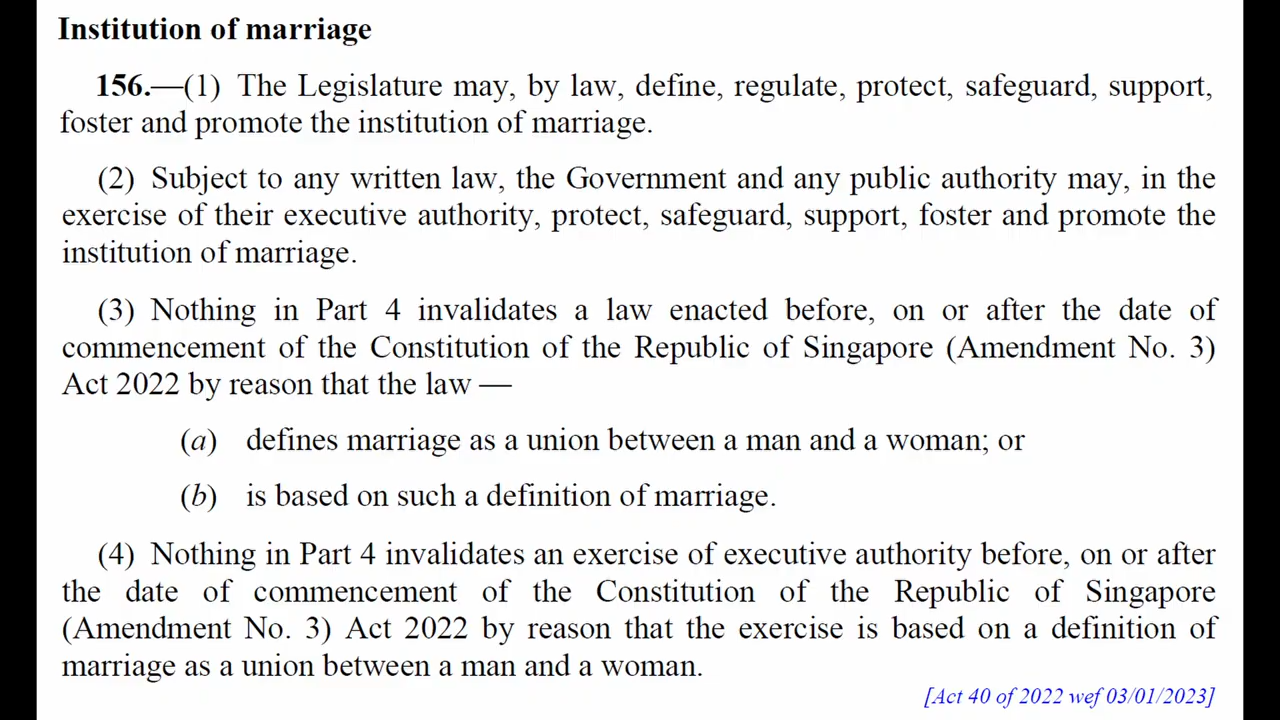 Institution of marriage
156.—(1) The Legislature may, by law, define, regulate, protect, safeguard, support,
foster and promote the institution of marriage.
(2) Subject to any written law, the Government and any public authority may, in the
exercise of their executive authority, protect, safeguard, support, foster and promote the
institution of marriage.
(3) Nothing in Part 4 invalidates a law enacted before, on or after the date of
commencement of the Constitution of the Republic of Singapore (Amendment No. 3)
Act 2022 by reason that the law —
(a) defines marriage as a union between a man and a woman; or
(b) is based on such a definition of marriage.
(4) Nothing in Part 4 invalidates an exercise of executive authority before, on or after
the date of commencement of the Constitution of the Republic of Singapore
(Amendment No. 3) Act 2022 by reason that the exercise is based on a definition of
marriage as a union between a man and a woman.
[Act 40 of 2022 wef 03/01/2023]